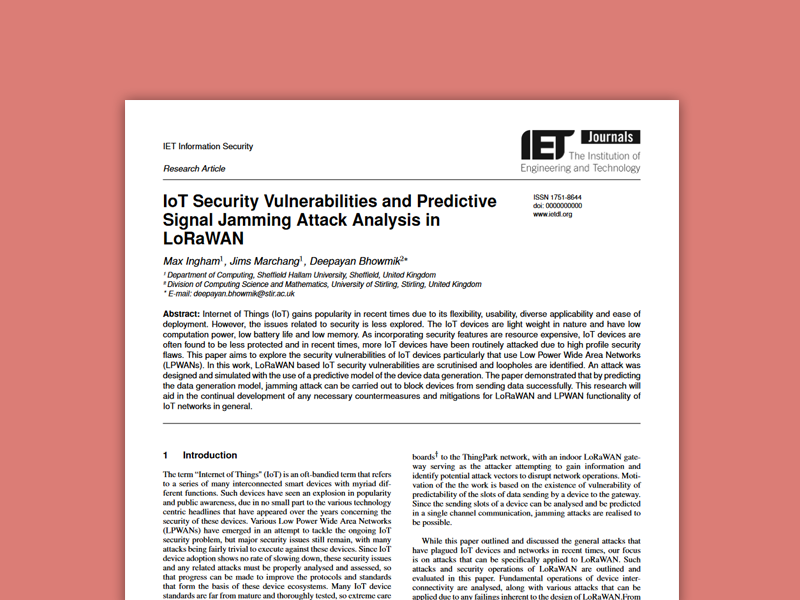 IET Information Security
Research Article
IET Journals
The Institution of
Engineering and Technology
IoT Security Vulnerabilities and Predictive
Signal Jamming Attack Analysis in
LoRaWAN
ISSN 1751-8644
doi: 0000000000
www.ietdl.org
Max Ingham¹, Jims Marchang¹, Deepayan Bhowmik²*
¹ Department of Computing, Sheffield Hallam University, Sheffield, United Kingdom
² Division of Computing Science and Mathematics, University of Stirling, Stirling, United Kingdom
* E-mail: deepayan.bhowmik@stir.ac.uk
Abstract: Internet of Things (IoT) gains popularity in recent times due to its flexibility, usability, diverse applicability and ease of
deployment. However, the issues related to security is less explored. The IoT devices are light weight in nature and have low
computation power, low battery life and low memory. As incorporating security features are resource expensive, IoT devices are
often found to be less protected and in recent times, more IoT devices have been routinely attacked due to high profile security
flaws. This paper aims to explore the security vulnerabilities of IoT devices particularly that use Low Power Wide Area Networks
(LPWANs). In this work, LoRaWAN based IoT security vulnerabilities are scrutinised and loopholes are identified. An attack was
designed and simulated with the use of a predictive model of the device data generation. The paper demonstrated that by predicting
the data generation model, jamming attack can be carried out to block devices from sending data successfully. This research will
aid in the continual development of any necessary countermeasures and mitigations for LoRaWAN and LPWAN functionality of
IoT networks in general.
1 Introduction
The term “Internet of Things” (IoT) is an oft-bandied term that refers
to a series of many interconnected smart devices with myriad dif-
ferent functions. Such devices have seen an explosion in popularity
and public awareness, due in no small part to the various technology
centric headlines that have appeared over the years concerning the
security of these devices. Various Low Power Wide Area Networks
(LPWANs) have emerged in an attempt to tackle the ongoing IoT
security problem, but major security issues still remain, with many
attacks being fairly trivial to execute against these devices. Since IoT
device adoption shows no rate of slowing down, these security issues
and any related attacks must be properly analysed and assessed, so
that progress can be made to improve the protocols and standards
that form the basis of these device ecosystems. Many IoT device
standards are far from mature and thoroughly tested, so extreme care
boards† to the ThingPark network, with an indoor LoRaWAN gate-
way serving as the attacker attempting to gain information and
identify potential attack vectors to disrupt network operations. Moti-
vation of the the work is based on the existence of vulnerability of
predictability of the slots of data sending by a device to the gateway.
Since the sending slots of a device can be analysed and be predicted
in a single channel communication, jamming attacks are realised to
be possible.
While this paper outlined and discussed the general attacks that
have plagued IoT devices and networks in recent times, our focus
is on attacks that can be specifically applied to LoRaWAN. Such
attacks and security operations of LoRaWAN are outlined and
evaluated in this paper. Fundamental operations of device inter-
connectivity are analysed, along with various attacks that can be
applied due to any failings inherent to the design of LoRaWAN.From